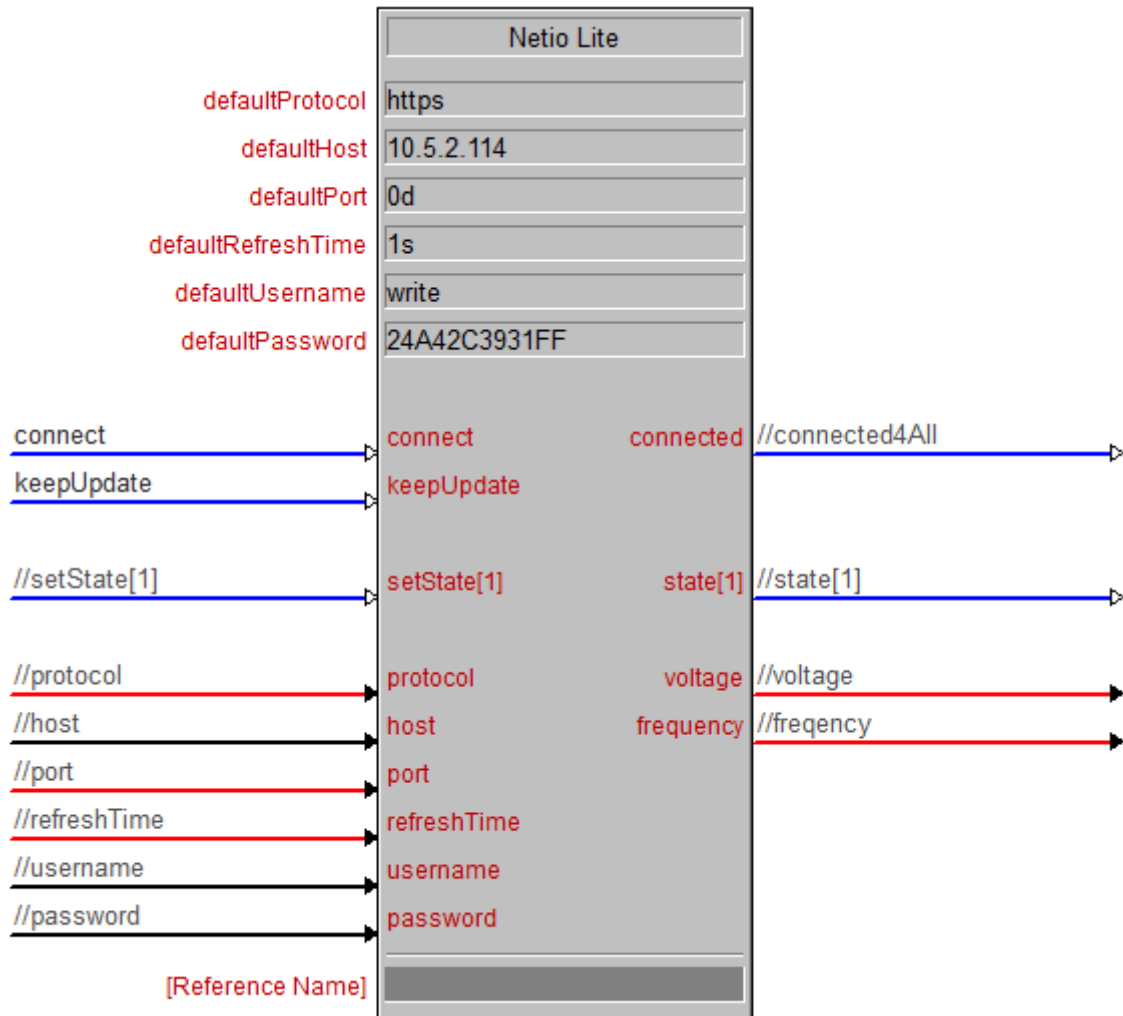 Netio Lite
defaultProtocol https
defaultHost 10.5.2.114
defaultPort 0d
defaultRefreshTime 1s
defaultUsername write
defaultPassword 24A42C3931FF
connect connect connected //connected4All
keepUpdate keepUpdate
//setState[1] setState[1] state[1] //state[1]
//protocol protocol voltage //voltage
//host host frequency //freqency
//port port
//refreshTime refreshTime
//username username
//password password
[Reference Name]